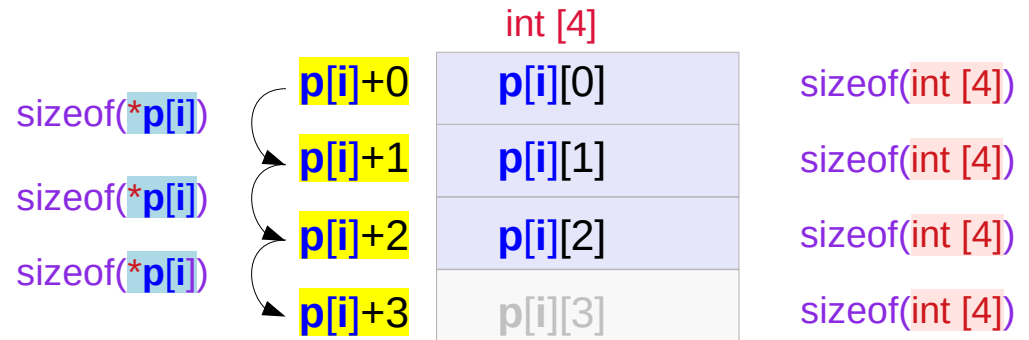 int [4]
p[i]+0 p[i][0] sizeof(int [4])
sizeof(*p[i])
p[i]+1 p[i][1] sizeof(int [4])
sizeof(*p[i])
p[i]+2 p[i][2] sizeof(int [4])
sizeof(*p[i])
p[i]+3 p[i][3] sizeof(int [4])